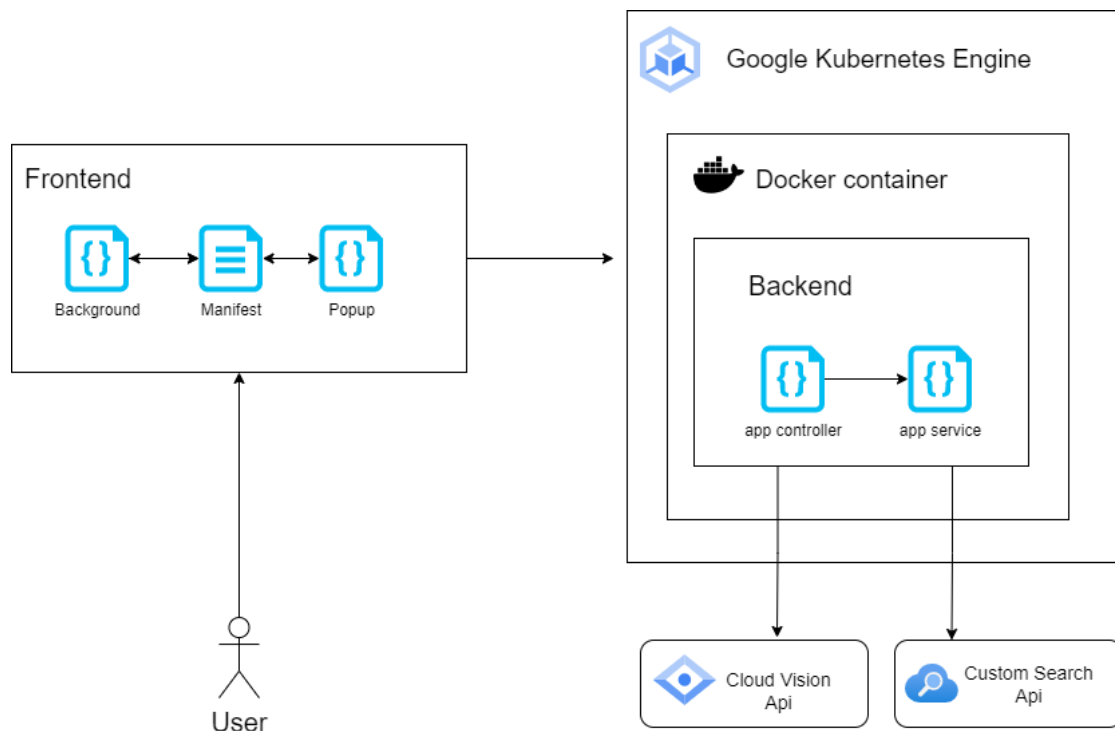 Google Kubernetes Engine
Frontend
Docker container
Background
Manifest
Popup
Backend
app controller
app service
Cloud Vision
Api
Custom Search
Api
User